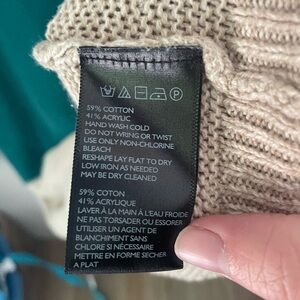 59% COTTON
41% ACRYLIC
HAND WASH COLD
DO NOT WRING OR TWIST
USE ONLY NON-CHLORINE
BLEACH
RESHAPE LAY FLAT TO DRY
LOW IRON AS NEEDED
MAY BE DRY CLEANED
59% COTON
41% ACRYLIQUE
LAVER À LA MAIN À L'EAU FROIDE
NE PAS TORSADER OU ESSORER
UTILISER UN AGENT DE
BLANCHIMENT SANS
CHLORE SI NÉCESSAIRE
METTRE EN FORME SECHER
A PLAT